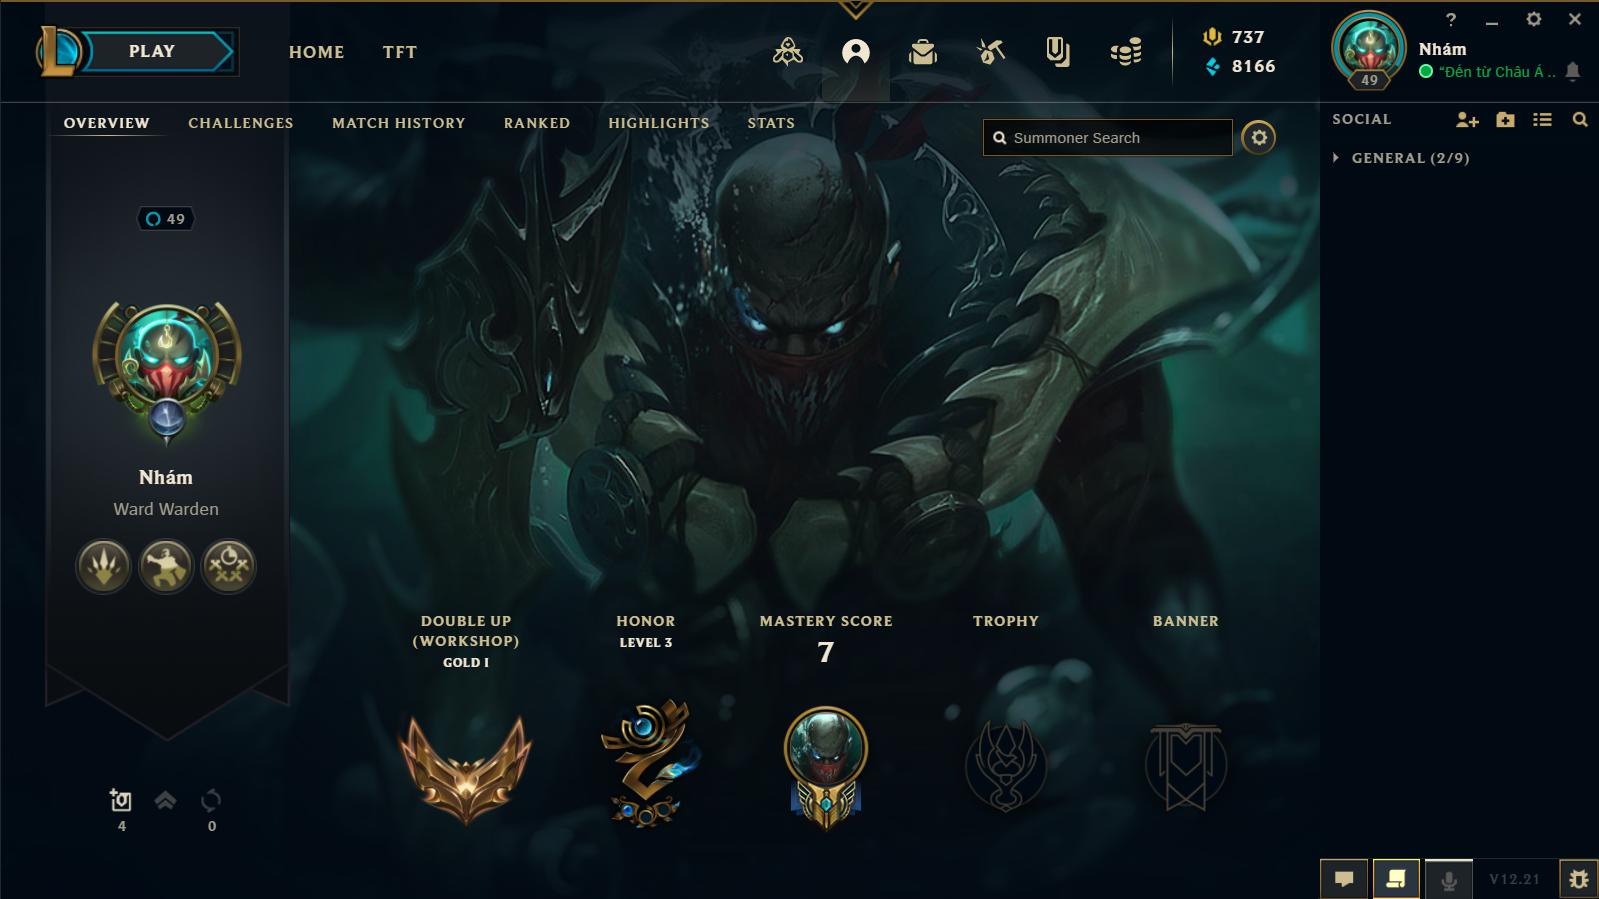 PLAY
HOME
TFT
737
8166
?
Nhám
49
"Đến từ Châu Á ..
OVERVIEW
CHALLENGES
MATCH HISTORY
RANKED
HIGHLIGHTS
STATS
Summoner Search
SOCIAL
GENERAL (2/9)
49
Nhám
Ward Warden
DOUBLE UP
(WORKSHOP)
GOLD I
HONOR
LEVEL 3
MASTERY SCORE
7
TROPHY
BANNER
4
0
V12.21